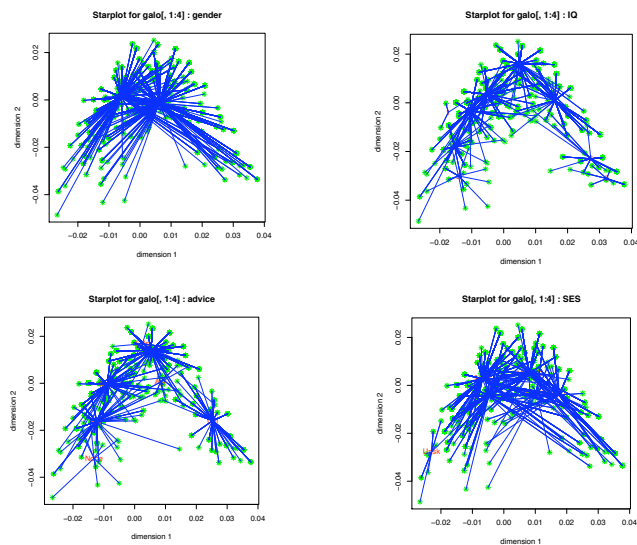 Starplot for galo[, 1:4] : gender
dimension 2
0.02
0.00
−0.02
−0.04
−0.03 −0.02 −0.01 0.00 0.01 0.02 0.03 0.04
dimension 1
Starplot for galo[, 1:4] : IQ
dimension 2
0.02
0.00
−0.02
−0.04
−0.03 −0.02 −0.01 0.00 0.01 0.02 0.03 0.04
dimension 1
Starplot for galo[, 1:4] : advice
dimension 2
0.02
0.00
−0.02
−0.04
−0.02 −0.01 0.00 0.01 0.02 0.03 0.04
dimension 1
Starplot for galo[, 1:4] : SES
dimension 2
0.02
0.00
−0.02
−0.04
−0.02 −0.01 0.00 0.01 0.02 0.03 0.04
dimension 1